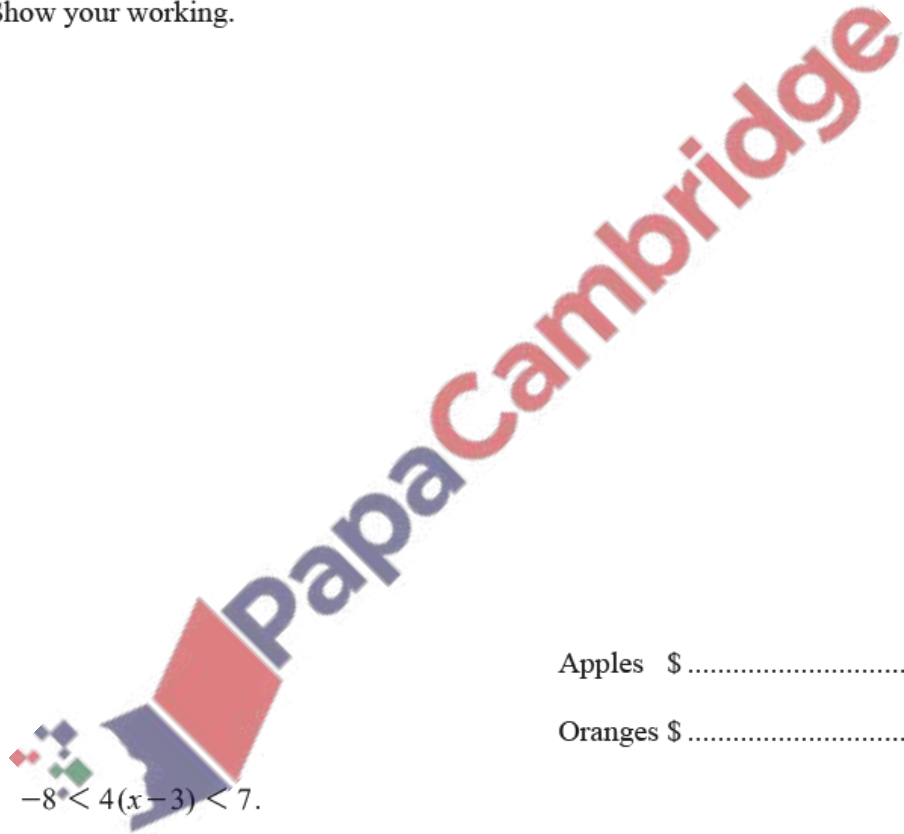 Show your working.
PapaCambridge
Apples $ ............................
Oranges $ ............................
−8 < 4(x − 3) < 7.